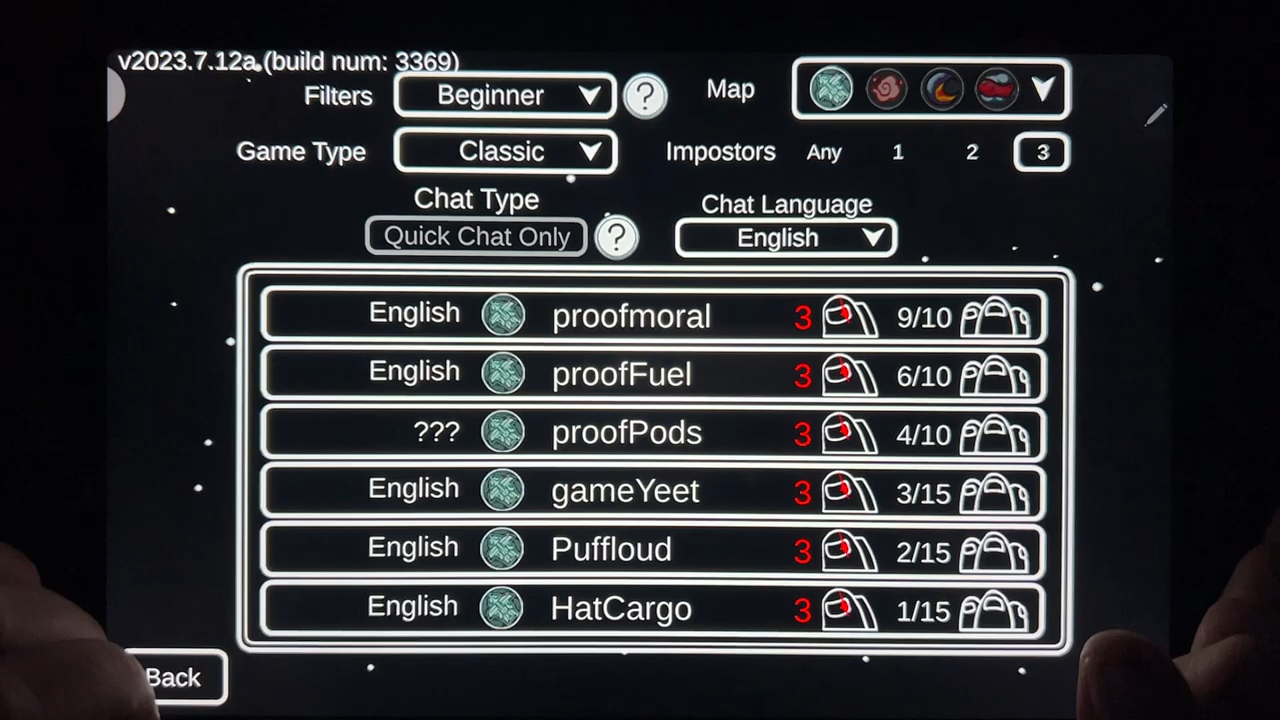 v2023.7.12a (build num: 3369)
Filters Beginner ? Map
Game Type Classic Impostors Any 1 2 3
Chat Type Chat Language
Quick Chat Only ? English
English proofmoral 3 9/10
English proofFuel 3 6/10
??? proofPods 3 4/10
English gameYeet 3 3/15
English Puffloud 3 2/15
English HatCargo 3 1/15
Back